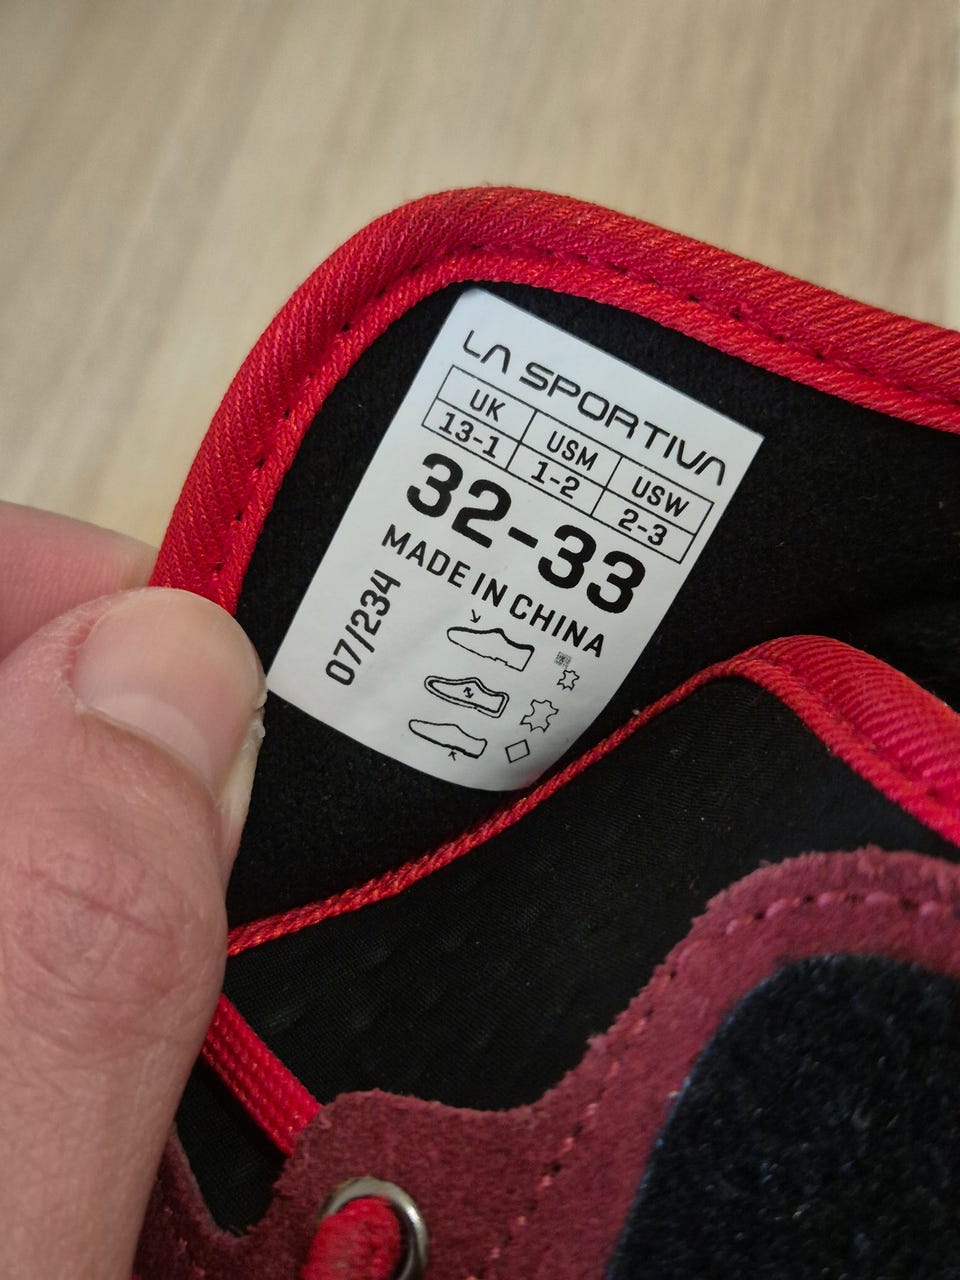 LA SPORTIVA
UK USM USW
13-1 1-2 2-3
32-33
MADE IN CHINA
07/234